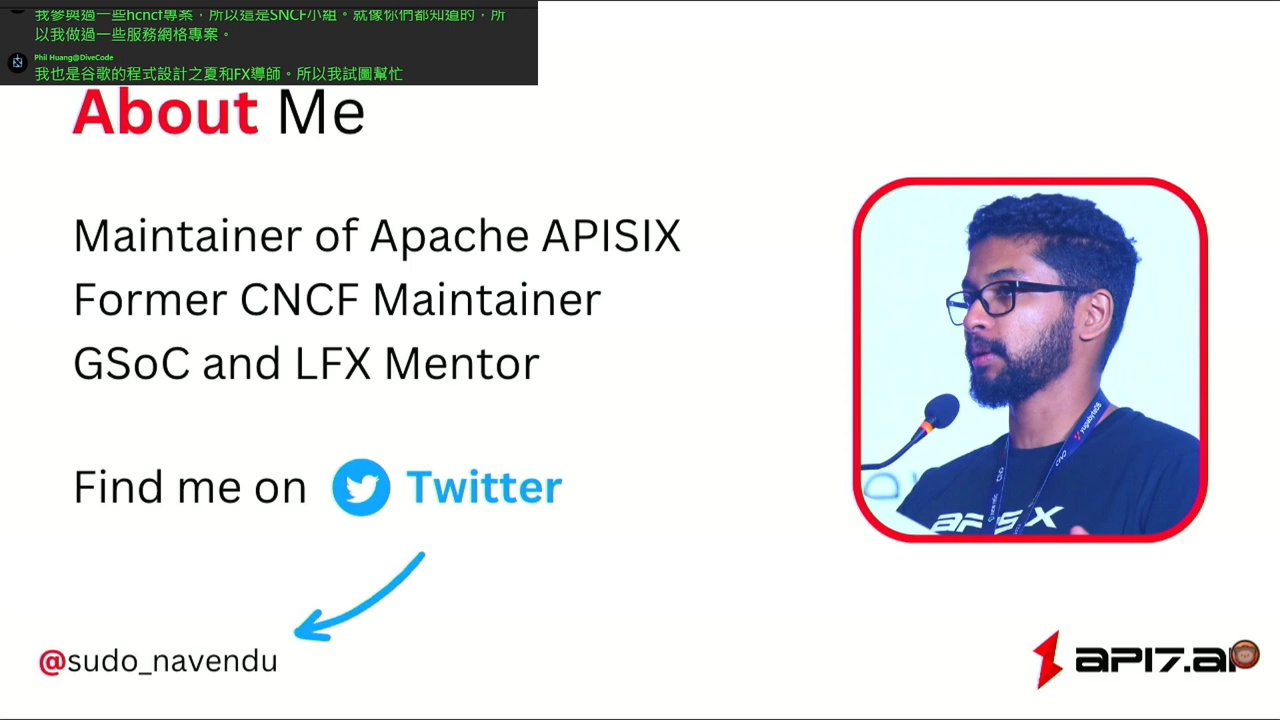 我參與過一些hcncf專案，所以這是SNCF小組。就像你們都知道的，所
以我做過一些服務網格專案。
Phil Huang@DiveCode
我也是谷歌的程式設計之夏和FX導師。所以我試圖幫忙
About Me
Maintainer of Apache APISIX
Former CNCF Maintainer
GSoC and LFX Mentor
Find me on Twitter
@sudo_navendu
yugabyteDB
API7.ai